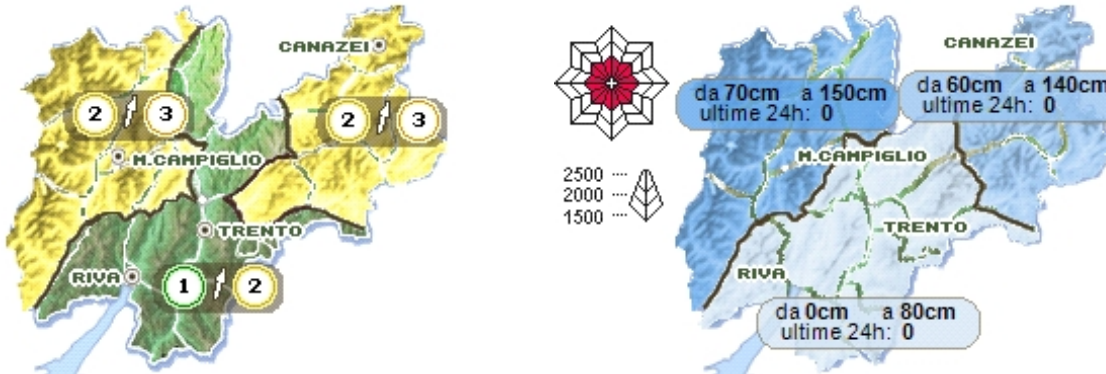 CANAZEI
2 3
2 3
M.CAMPIGLIO
TRENTO
RIVA
1 2
CANAZEI
da 70cm a 150cm
ultime 24h: 0
da 60cm a 140cm
ultime 24h: 0
M.CAMPIGLIO
2500
2000
1500
TRENTO
RIVA
da 0cm a 80cm
ultime 24h: 0